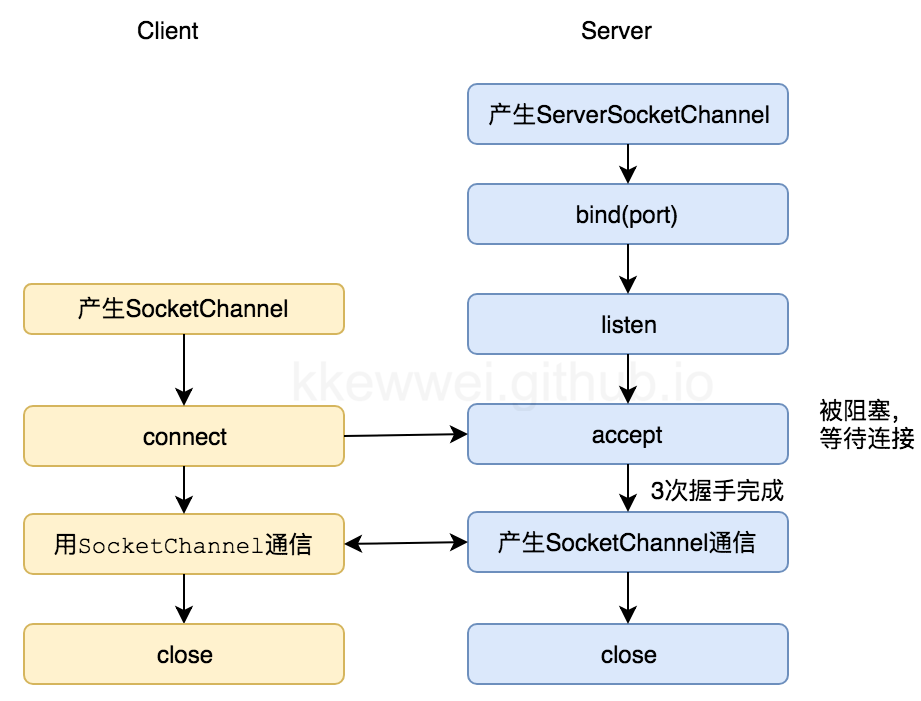 Client
Server
产生ServerSocketChannel
bind(port)
产生SocketChannel
listen
kkewwei.github.io
connect
accept
被阻塞，
等待连接
3次握手完成
用SocketChannel通信
产生SocketChannel通信
close
close